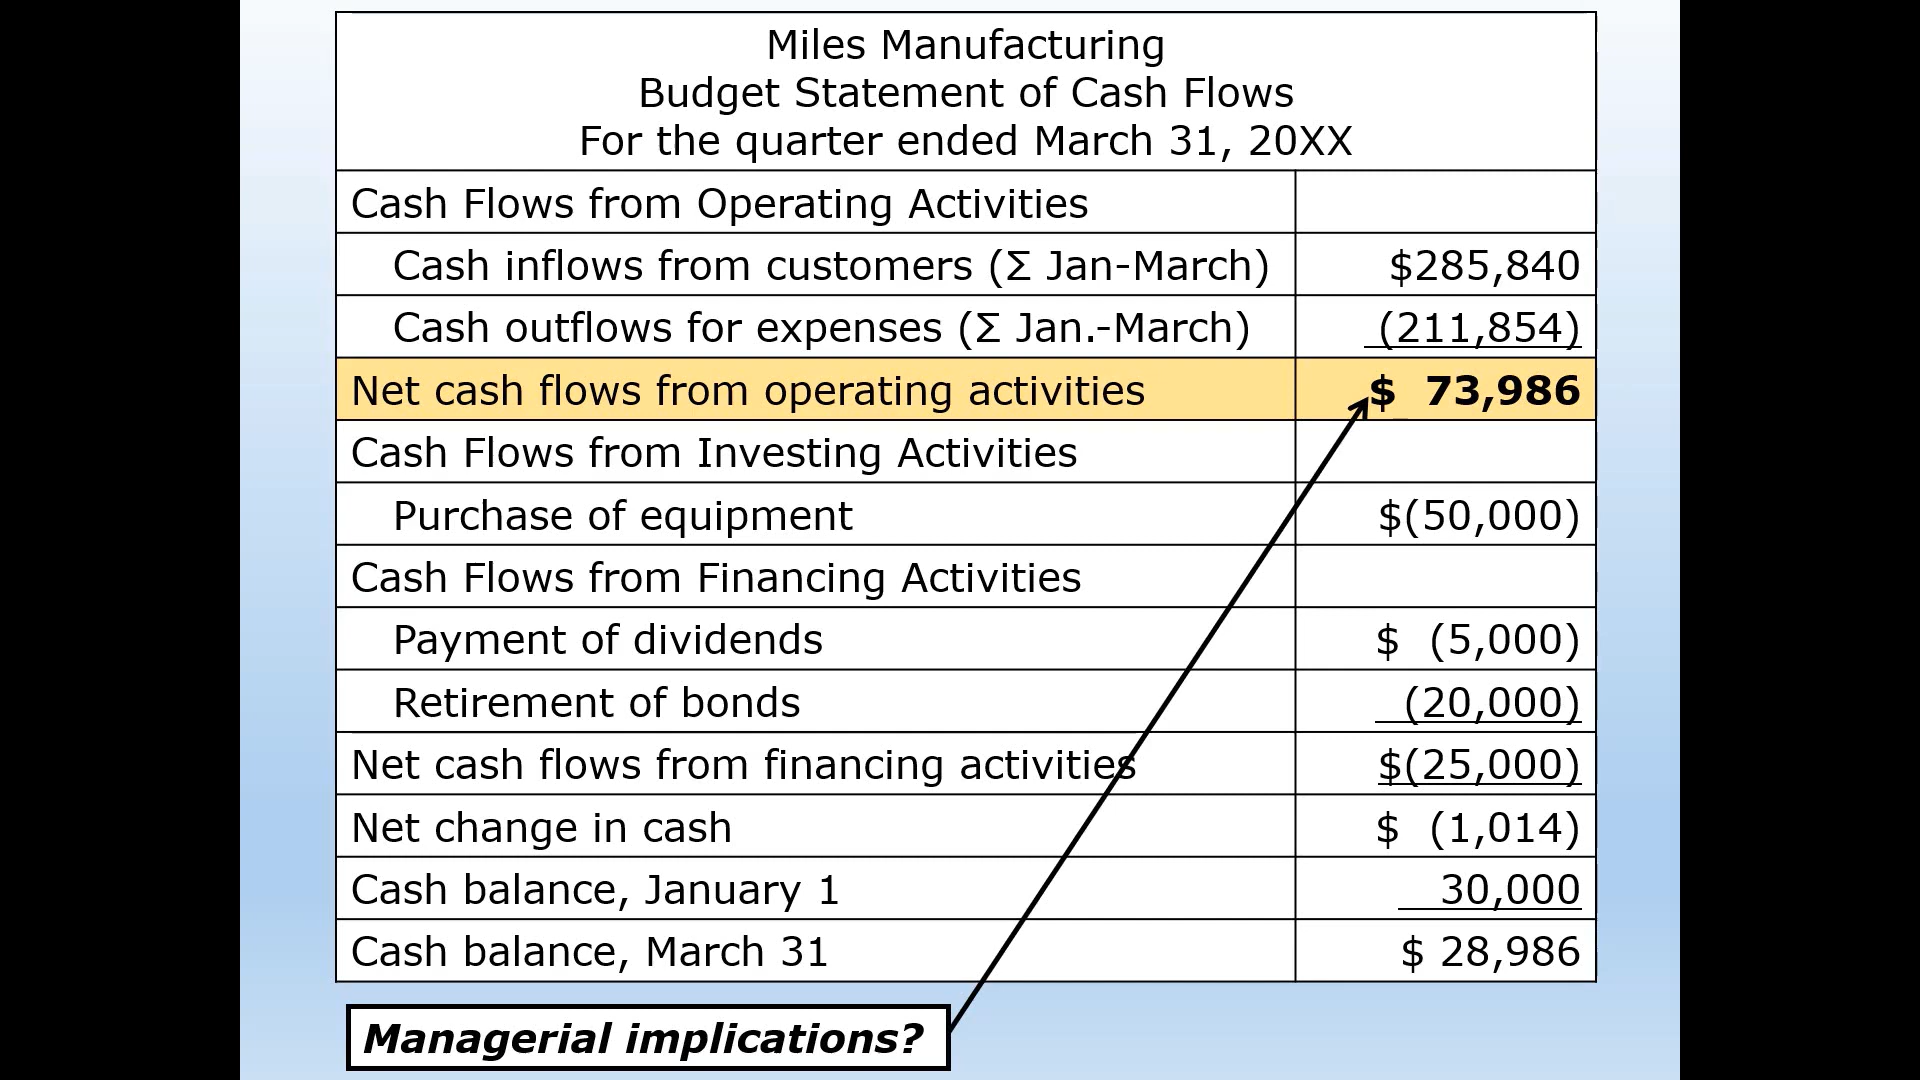 Miles Manufacturing
Budget Statement of Cash Flows
For the quarter ended March 31, 20XX
Cash Flows from Operating Activities
Cash inflows from customers (Σ Jan-March) $285,840
Cash outflows for expenses (Σ Jan.-March) (211,854)
Net cash flows from operating activities $ 73,986
Cash Flows from Investing Activities
Purchase of equipment $(50,000)
Cash Flows from Financing Activities
Payment of dividends $ (5,000)
Retirement of bonds (20,000)
Net cash flows from financing activities $(25,000)
Net change in cash $ (1,014)
Cash balance, January 1 30,000
Cash balance, March 31 $ 28,986
Managerial implications?